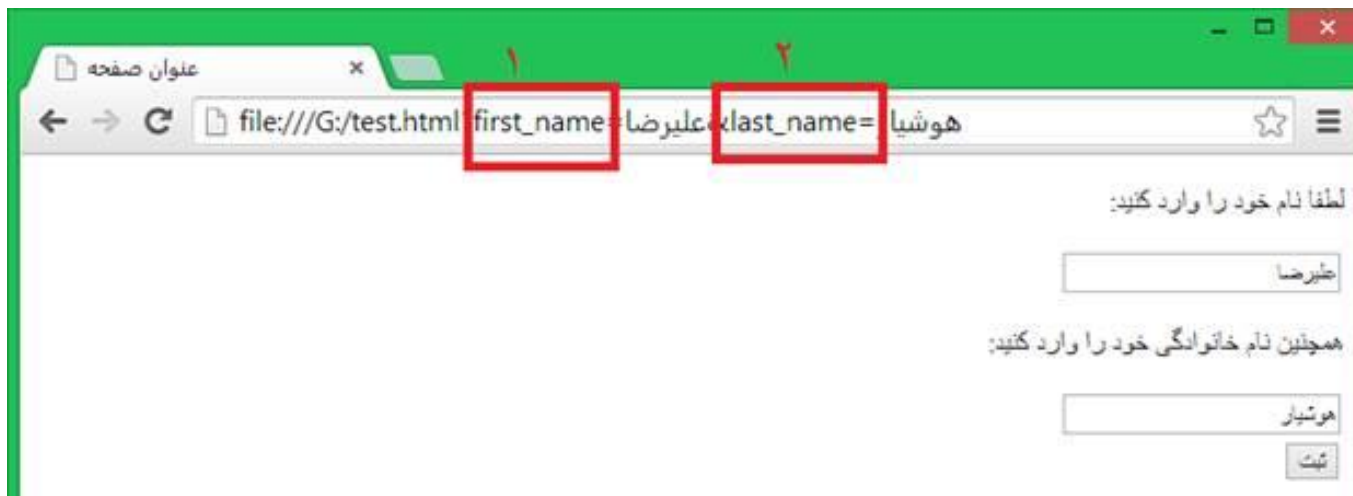 ۱ ۲
عنوان صفحه
file:///G:/test.html first_name=علیرضا&last_name=هوشیار
لطفا نام خود را وارد کنید:
علیرضا
همچنین نام خانوادگی خود را وارد کنید:
هوشیار
ثبت